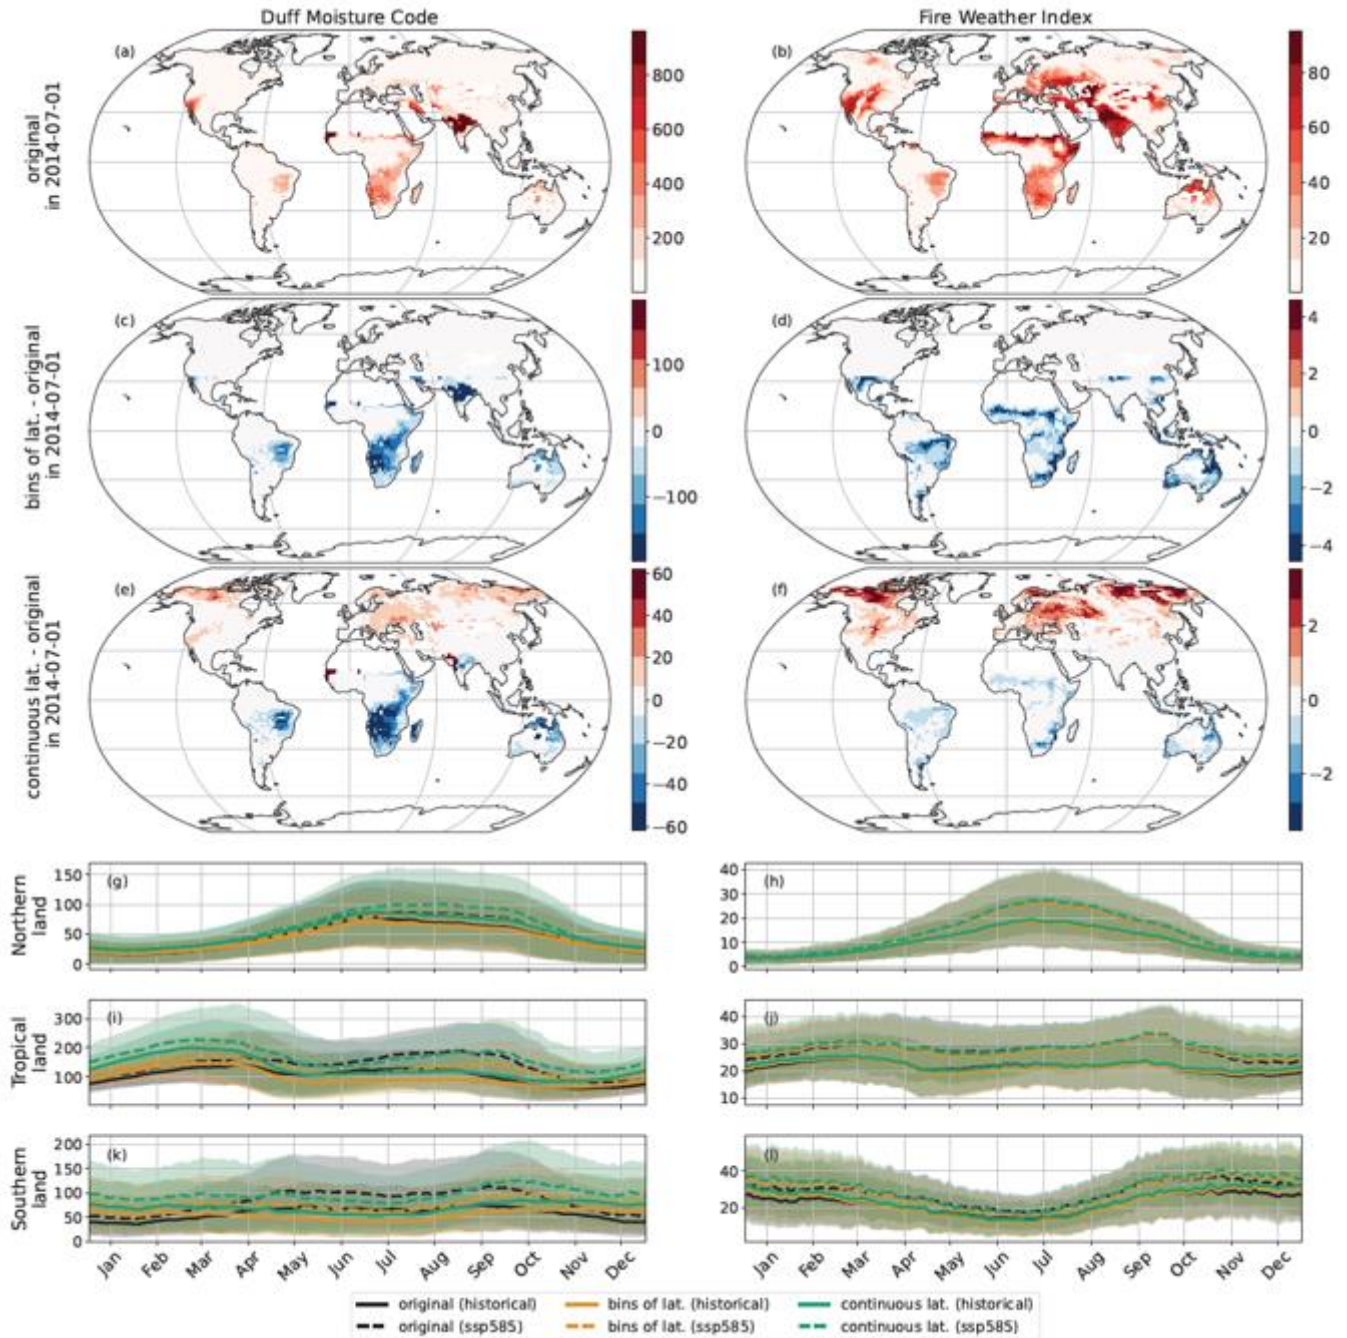 Duff Moisture Code
Fire Weather Index
original
in 2014-07-01
(a)
800
600
400
200
(b)
80
60
40
20
bins of lat. - original
in 2014-07-01
(c)
100
0
−100
(d)
4
2
0
−2
−4
continuous lat. - original
in 2014-07-01
(e)
60
40
20
0
−20
−40
−60
(f)
2
0
−2
Northern
land
(g)
150
100
50
0
(h)
40
30
20
10
0
Tropical
land
(i)
300
200
100
(j)
40
30
20
10
Southern
land
(k)
200
150
100
50
0
(l)
40
20
Jan Feb Mar Apr May Jun Jul Aug Sep Oct Nov Dec
Jan Feb Mar Apr May Jun Jul Aug Sep Oct Nov Dec
original (historical) bins of lat. (historical) continuous lat. (historical)
original (ssp585) bins of lat. (ssp585) continuous lat. (ssp585)